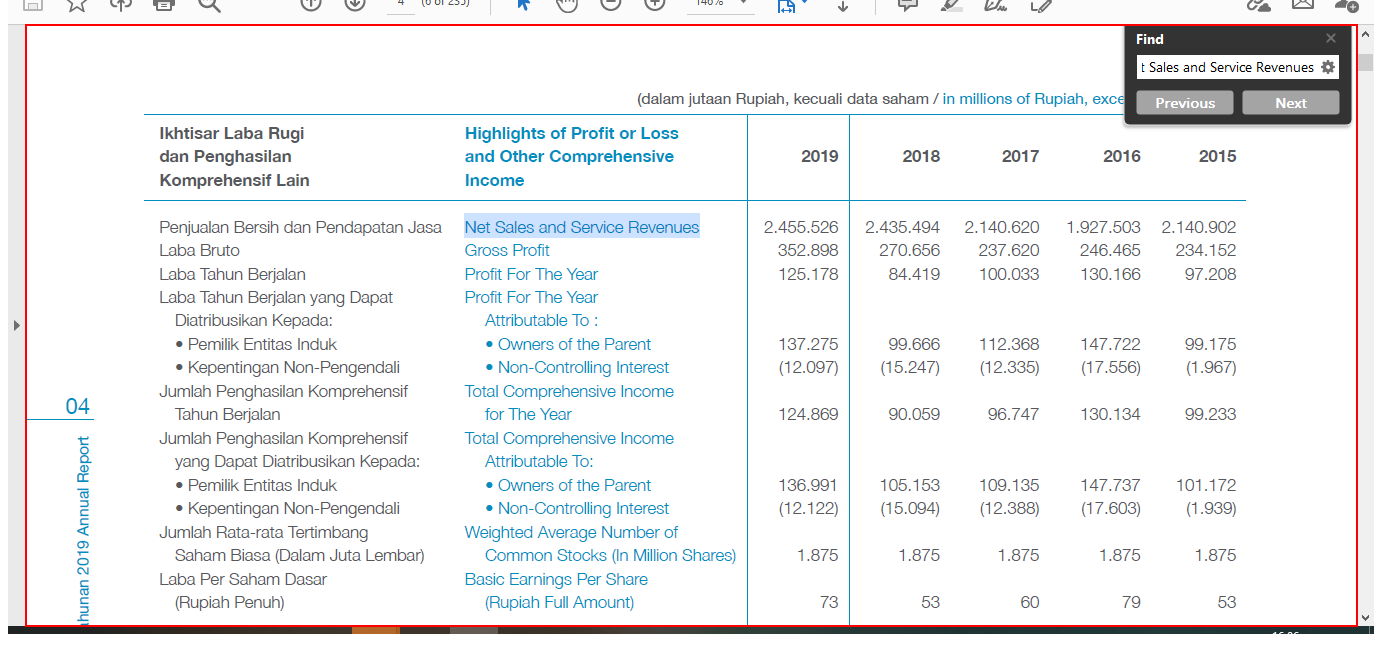 4 (6 of 235) 146%
Find
t Sales and Service Revenues
Previous Next
(dalam jutaan Rupiah, kecuali data saham / in millions of Rupiah, exce
Ikhtisar Laba Rugi dan Penghasilan Komprehensif Lain Highlights of Profit or Loss and Other Comprehensive Income 2019 2018 2017 2016 2015
Penjualan Bersih dan Pendapatan Jasa Net Sales and Service Revenues 2.455.526 2.435.494 2.140.620 1.927.503 2.140.902
Laba Bruto Gross Profit 352.898 270.656 237.620 246.465 234.152
Laba Tahun Berjalan Profit For The Year 125.178 84.419 100.033 130.166 97.208
Laba Tahun Berjalan yang Dapat Profit For The Year
Diatribusikan Kepada: Attributable To :
• Pemilik Entitas Induk • Owners of the Parent 137.275 99.666 112.368 147.722 99.175
• Kepentingan Non-Pengendali • Non-Controlling Interest (12.097) (15.247) (12.335) (17.556) (1.967)
Jumlah Penghasilan Komprehensif Total Comprehensive Income
Tahun Berjalan for The Year 124.869 90.059 96.747 130.134 99.233
Jumlah Penghasilan Komprehensif Total Comprehensive Income
yang Dapat Diatribusikan Kepada: Attributable To:
• Pemilik Entitas Induk • Owners of the Parent 136.991 105.153 109.135 147.737 101.172
• Kepentingan Non-Pengendali • Non-Controlling Interest (12.122) (15.094) (12.388) (17.603) (1.939)
Jumlah Rata-rata Tertimbang Weighted Average Number of
Saham Biasa (Dalam Juta Lembar) Common Stocks (In Million Shares) 1.875 1.875 1.875 1.875 1.875
Laba Per Saham Dasar Basic Earnings Per Share
(Rupiah Penuh) (Rupiah Full Amount) 73 53 60 79 53
04
ahunan 2019 Annual Report